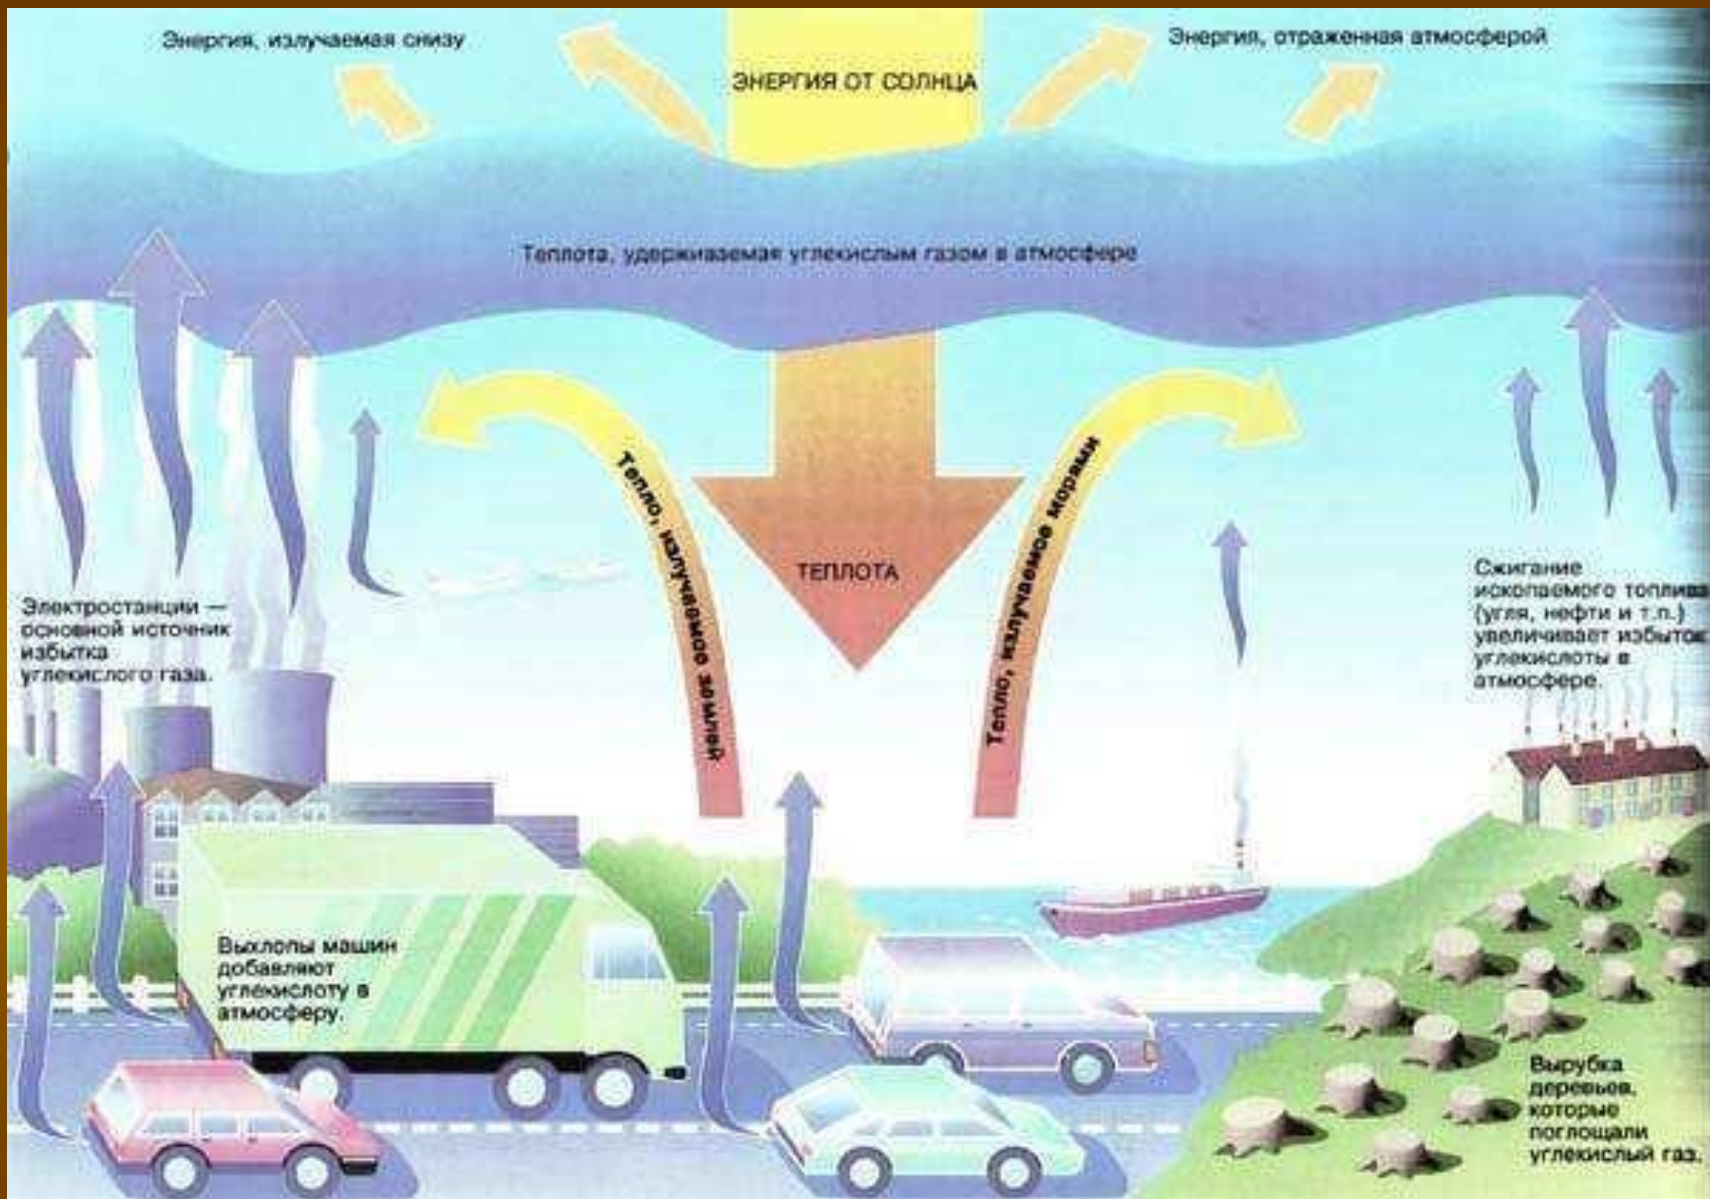 Энергия, излучаемая снизу
ЭНЕРГИЯ ОТ СОЛНЦА
Энергия, отраженная атмосферой
Теплота, удерживаемая углекислым газом в атмосфере
Тепло, излучаемое землей
ТЕПЛОТА
Тепло, излучаемое морями
Электростанции —
основной источник
избытка
углекислого газа.
Сжигание
ископаемого топлива
(угля, нефти и т.п.)
увеличивает избыток
углекислоты в
атмосфере.
Выхлопы машин
добавляют
углекислоту в
атмосферу.
Вырубка
деревьев,
которые
поглощали
углекислый газ.